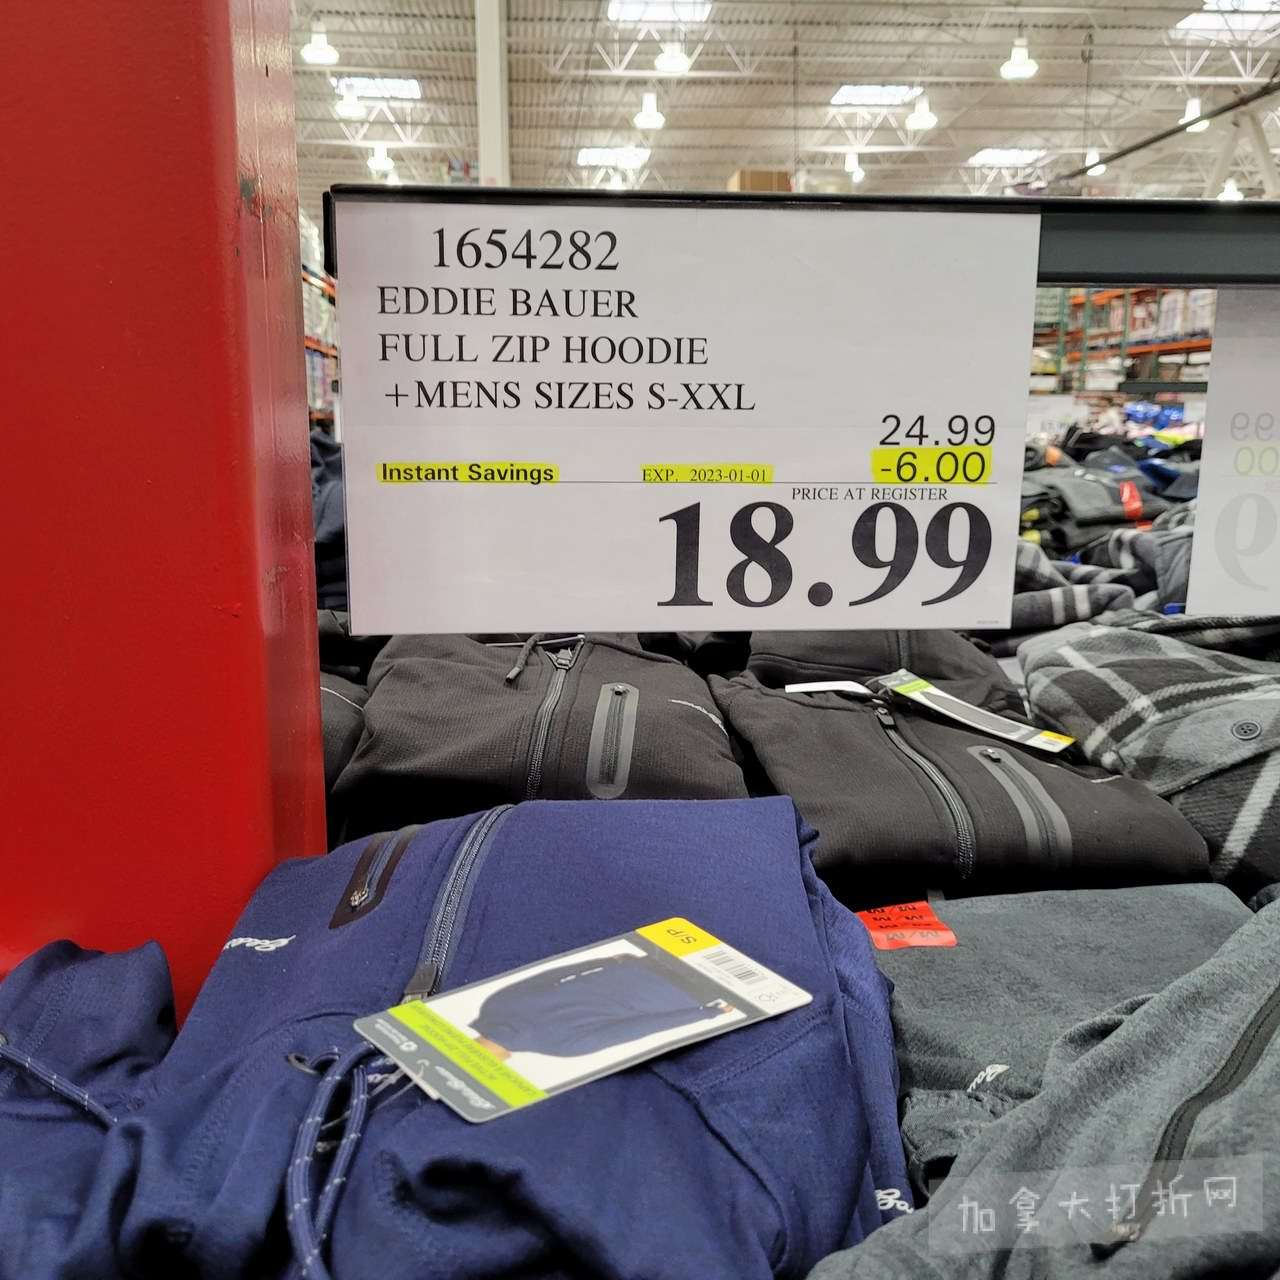 1654282
EDDIE BAUER
FULL ZIP HOODIE
+MENS SIZES S-XXL
24.99
Instant Savings EXP. 2023-01-01 -6.00
PRICE AT REGISTER
18.99
S/P
加拿大打折网